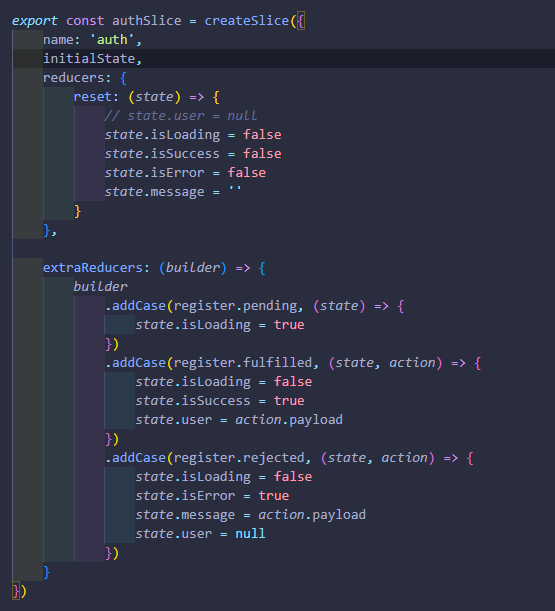 export const authSlice = createSlice({
    name: 'auth',
    initialState,
    reducers: {
        reset: (state) => {
            // state.user = null
            state.isLoading = false
            state.isSuccess = false
            state.isError = false
            state.message = ''
        }
    },

    extraReducers: (builder) => {
        builder
            .addCase(register.pending, (state) => {
                state.isLoading = true
            })
            .addCase(register.fulfilled, (state, action) => {
                state.isLoading = false
                state.isSuccess = true
                state.user = action.payload
            })
            .addCase(register.rejected, (state, action) => {
                state.isLoading = false
                state.isError = true
                state.message = action.payload
                state.user = null
            })
    }
})